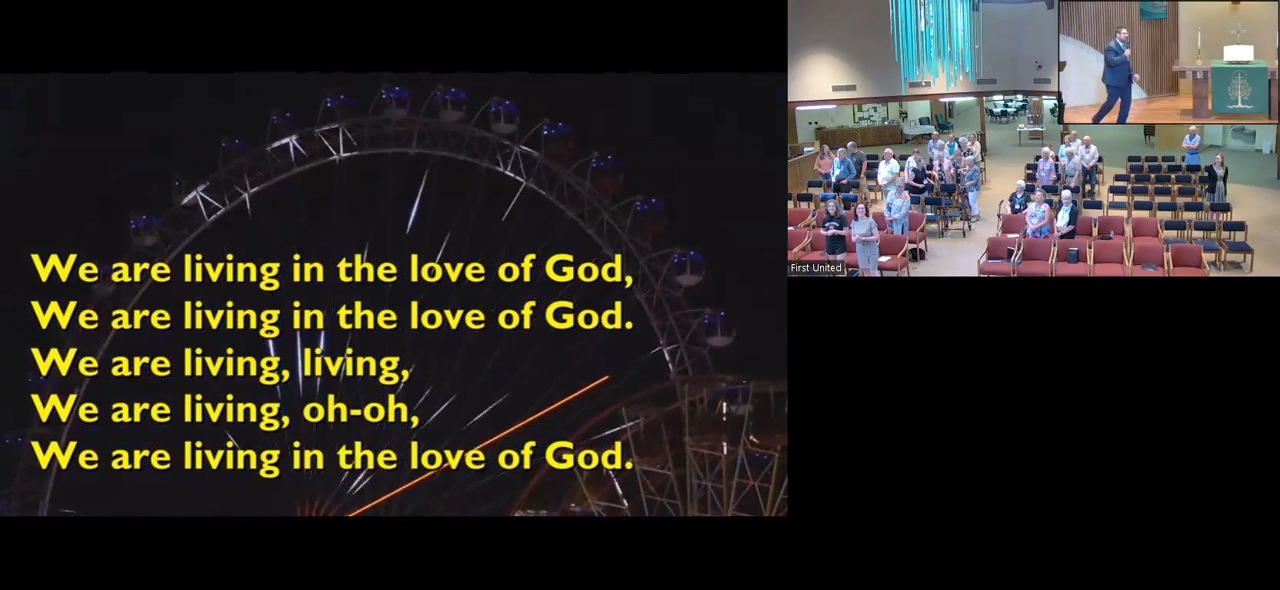 We are living in the love of God,
We are living in the love of God.
We are living, living,
We are living, oh-oh,
We are living in the love of God.
First United